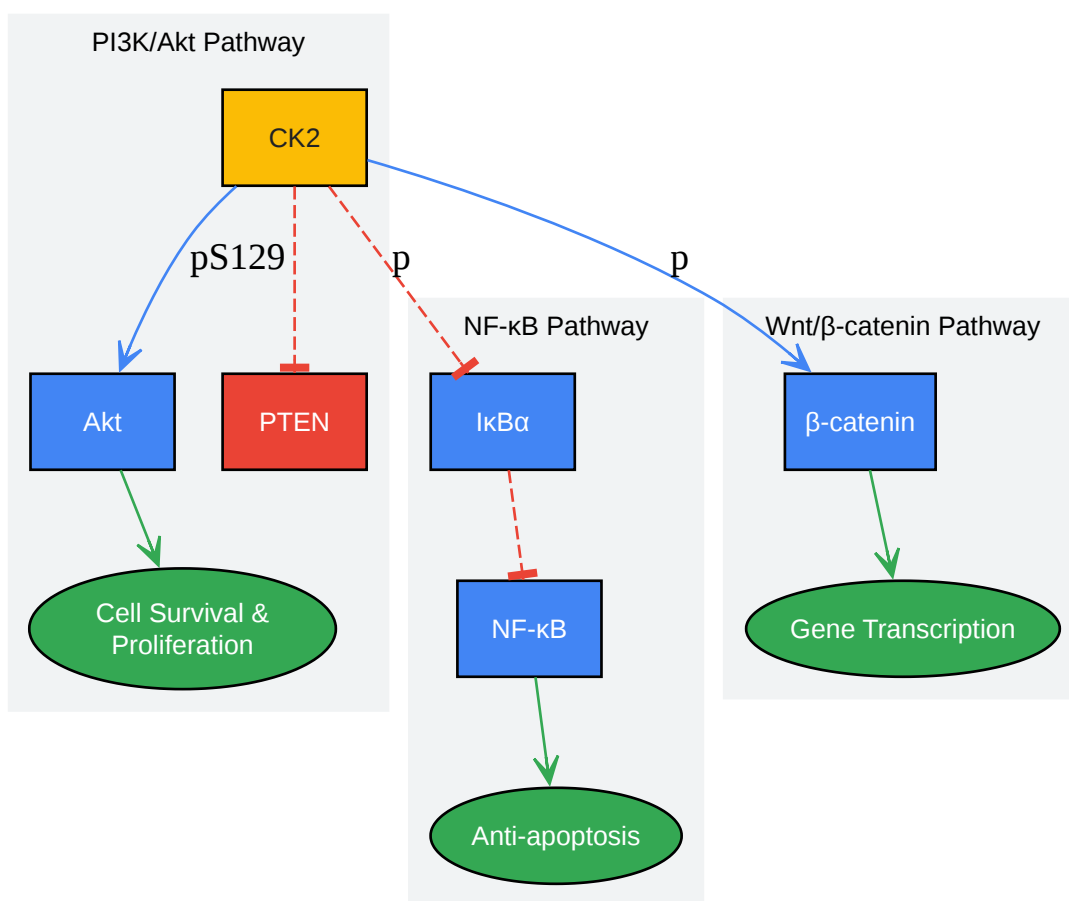 PI3K/Akt Pathway
CK2
pS129
p
p
NF-κB Pathway
Wnt/β-catenin Pathway
Akt
PTEN
IκBα
β-catenin
Cell Survival &
Proliferation
NF-κB
Gene Transcription
Anti-apoptosis